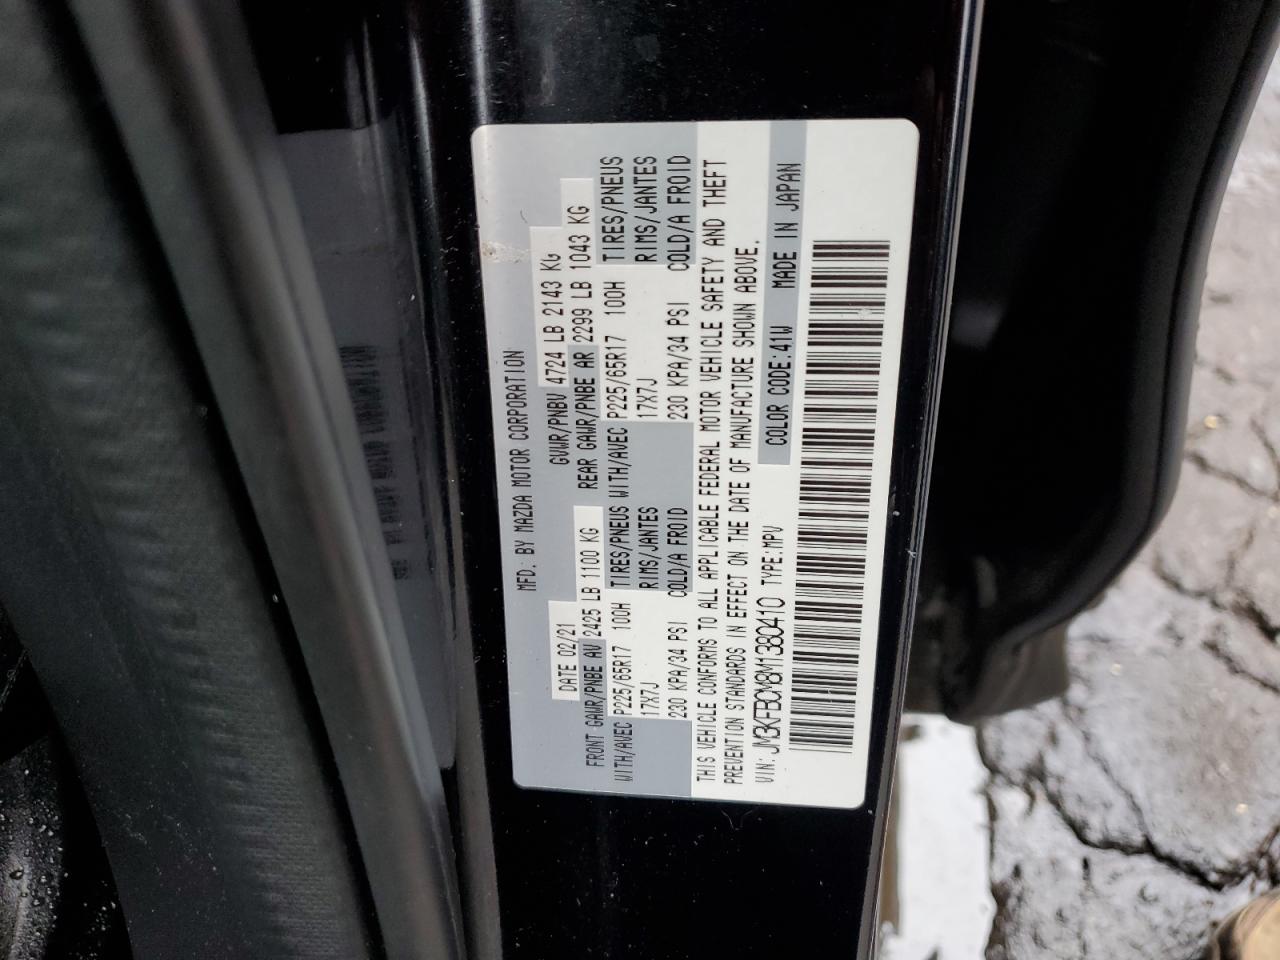 MFD. BY MAZDA MOTOR CORPORATION
DATE 02/21 GVWR/PNBV 4724 LB 2143 KG
FRONT GAWR/PNBE AV 2425 LB 1100 KG REAR GAWR/PNBE AR 2299 LB 1043 KG
WITH/AVEC P225/65R17 100H TIRES/PNEUS WITH/AVEC P225/65R17 100H TIRES/PNEUS
17X7J RIMS/JANTES 17X7J RIMS/JANTES
230 KPA/34 PSI COLD/A FROID 230 KPA/34 PSI COLD/A FROID
THIS VEHICLE CONFORMS TO ALL APPLICABLE FEDERAL MOTOR VEHICLE SAFETY AND THEFT
PREVENTION STANDARDS IN EFFECT ON THE DATE OF MANUFACTURE SHOWN ABOVE.
VIN: JM3KFBCM8M1380410 TYPE:MPV COLOR CODE:41W MADE IN JAPAN